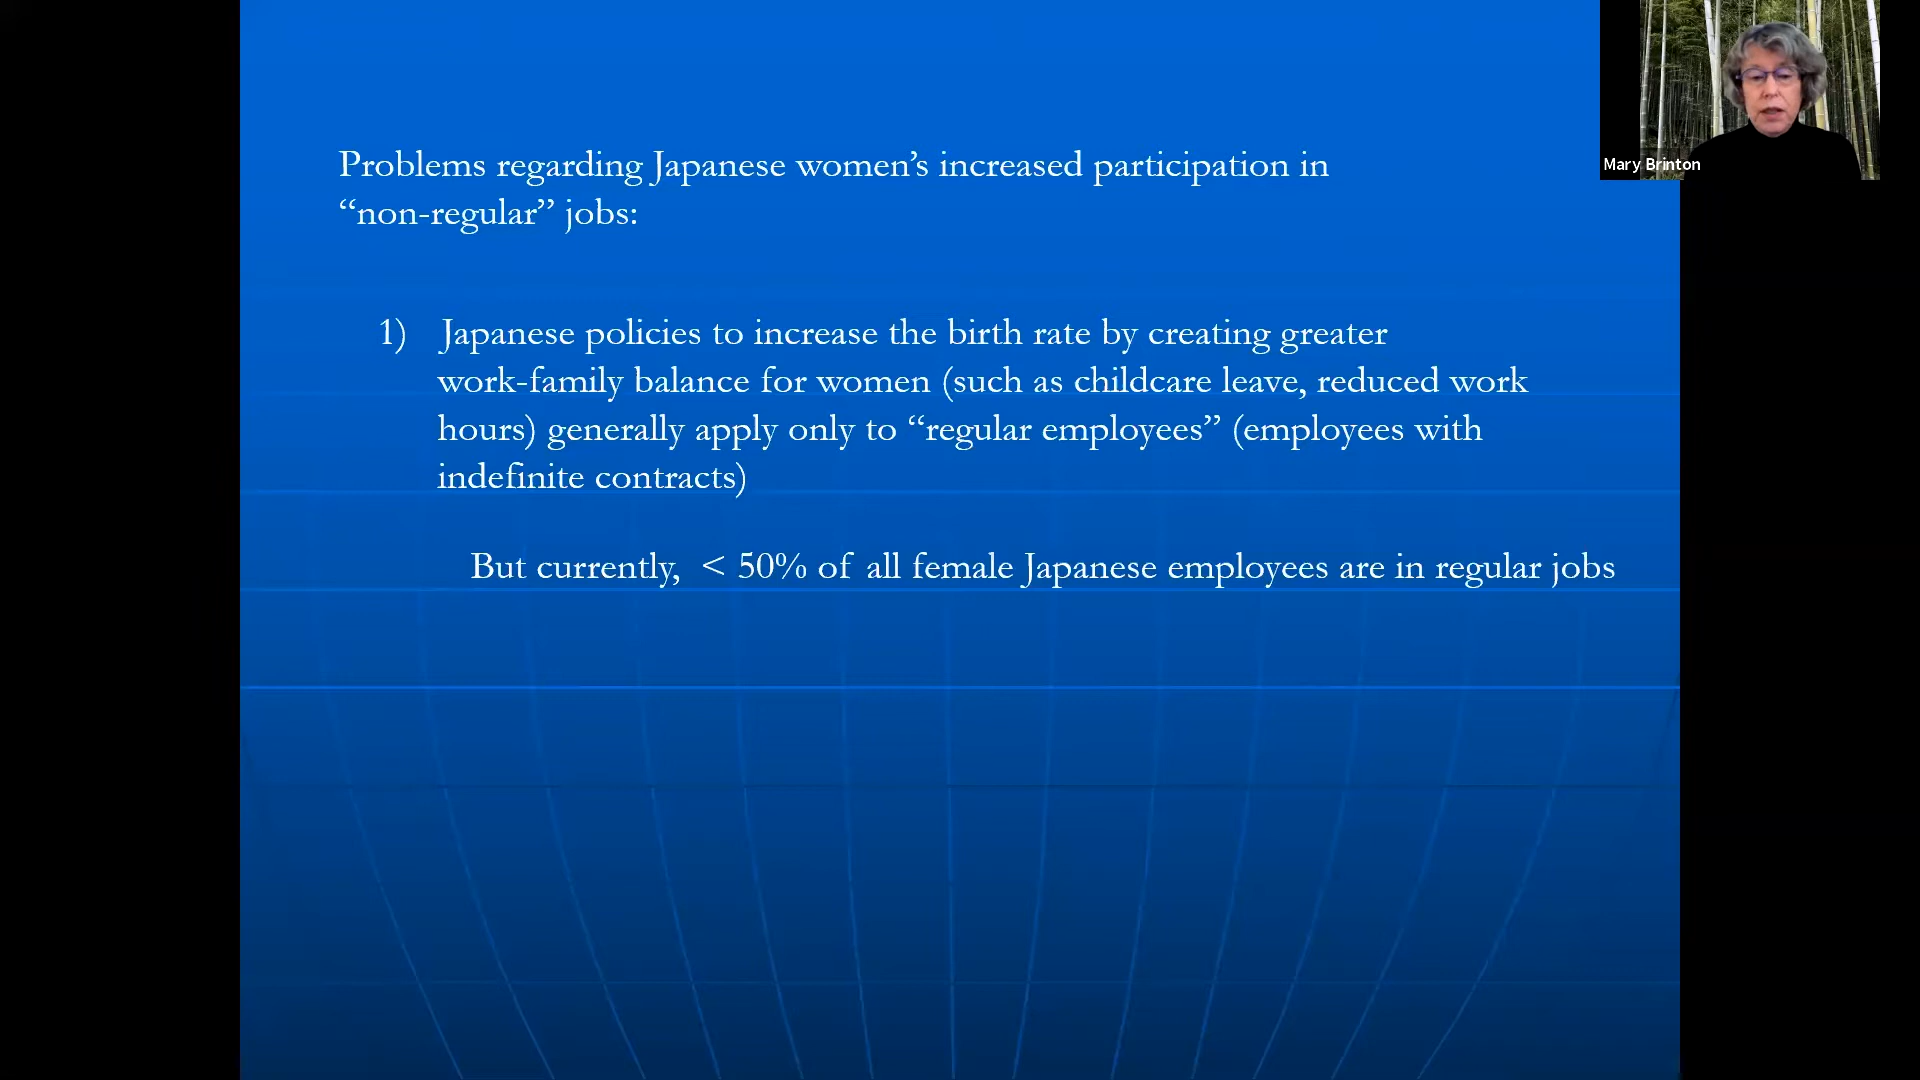 Problems regarding Japanese women’s increased participation in
“non-regular” jobs:
1) Japanese policies to increase the birth rate by creating greater
work-family balance for women (such as childcare leave, reduced work
hours) generally apply only to “regular employees” (employees with
indefinite contracts)
But currently, < 50% of all female Japanese employees are in regular jobs
Mary Brinton